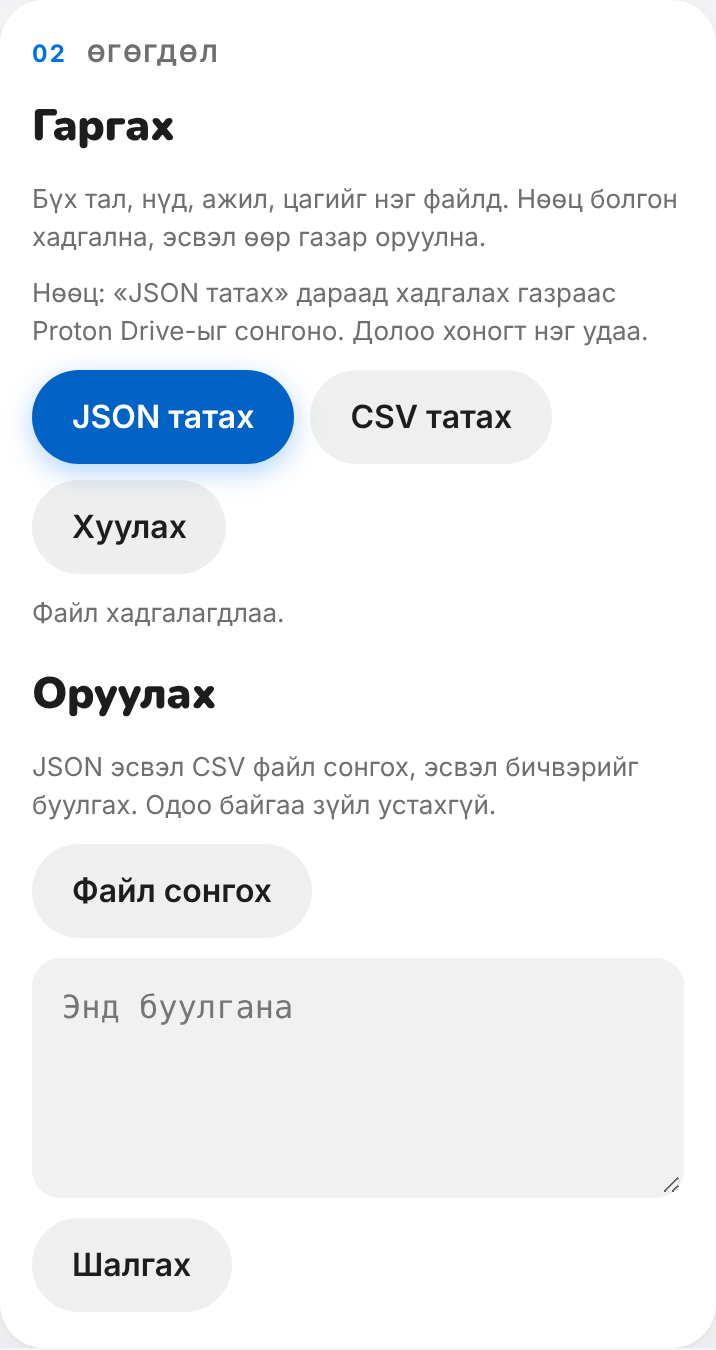 02 өгөгдөл
Гаргах
Бүх тал, нүд, ажил, цагийг нэг файлд. Нөөц болгон
хадгална, эсвэл өөр газар оруулна.
Нөөц: «JSON татах» дараад хадгалах газраас
Proton Drive-ыг сонгоно. Долоо хоногт нэг удаа.
JSON татах
CSV татах
Хуулах
Файл хадгалагдлаа.
Оруулах
JSON эсвэл CSV файл сонгох, эсвэл бичвэрийг
буулгах. Одоо байгаа зүйл устахгүй.
Файл сонгох
Энд буулгана
Шалгах